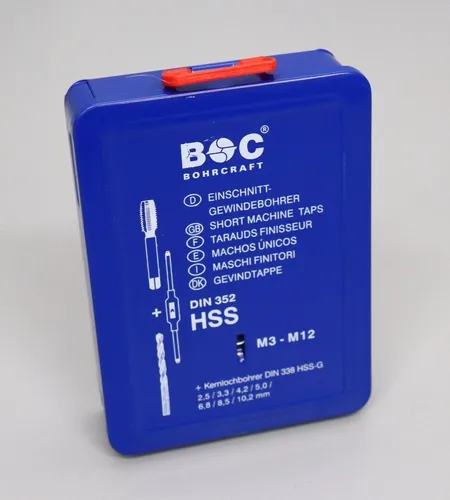 BOC®
BOHRCRAFT
D EINSCHNITT-
GEWINDEBOHRER
GB SHORT MACHINE TAPS
F TARAUDS FINISSEUR
E MACHOS ÚNICOS
I MASCHI FINITORI
DK GEVINDTAPPE
DIN 352
+
HSS
M3 - M12
+ Kernlochbohrer DIN 338 HSS-G
2,5 / 3,3 / 4,2 / 5,0 /
6,8 / 8,5 / 10,2 mm